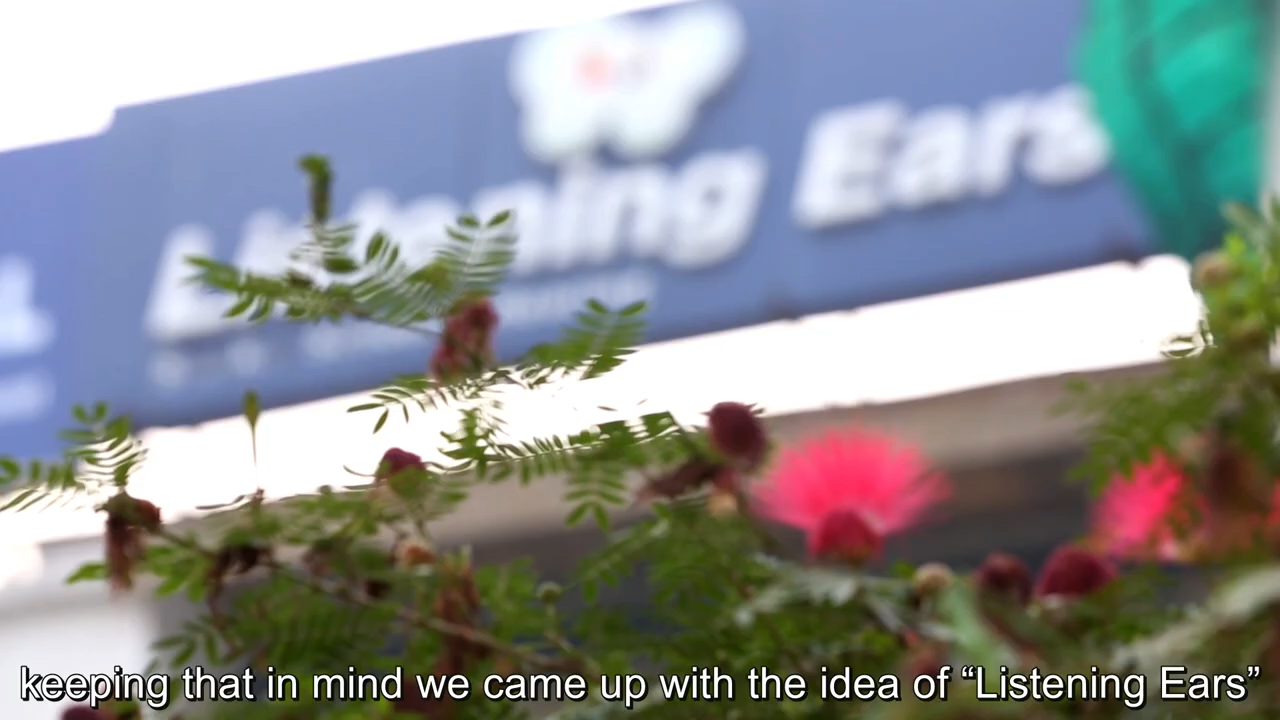 Listening Ears
keeping that in mind we came up with the idea of “Listening Ears”